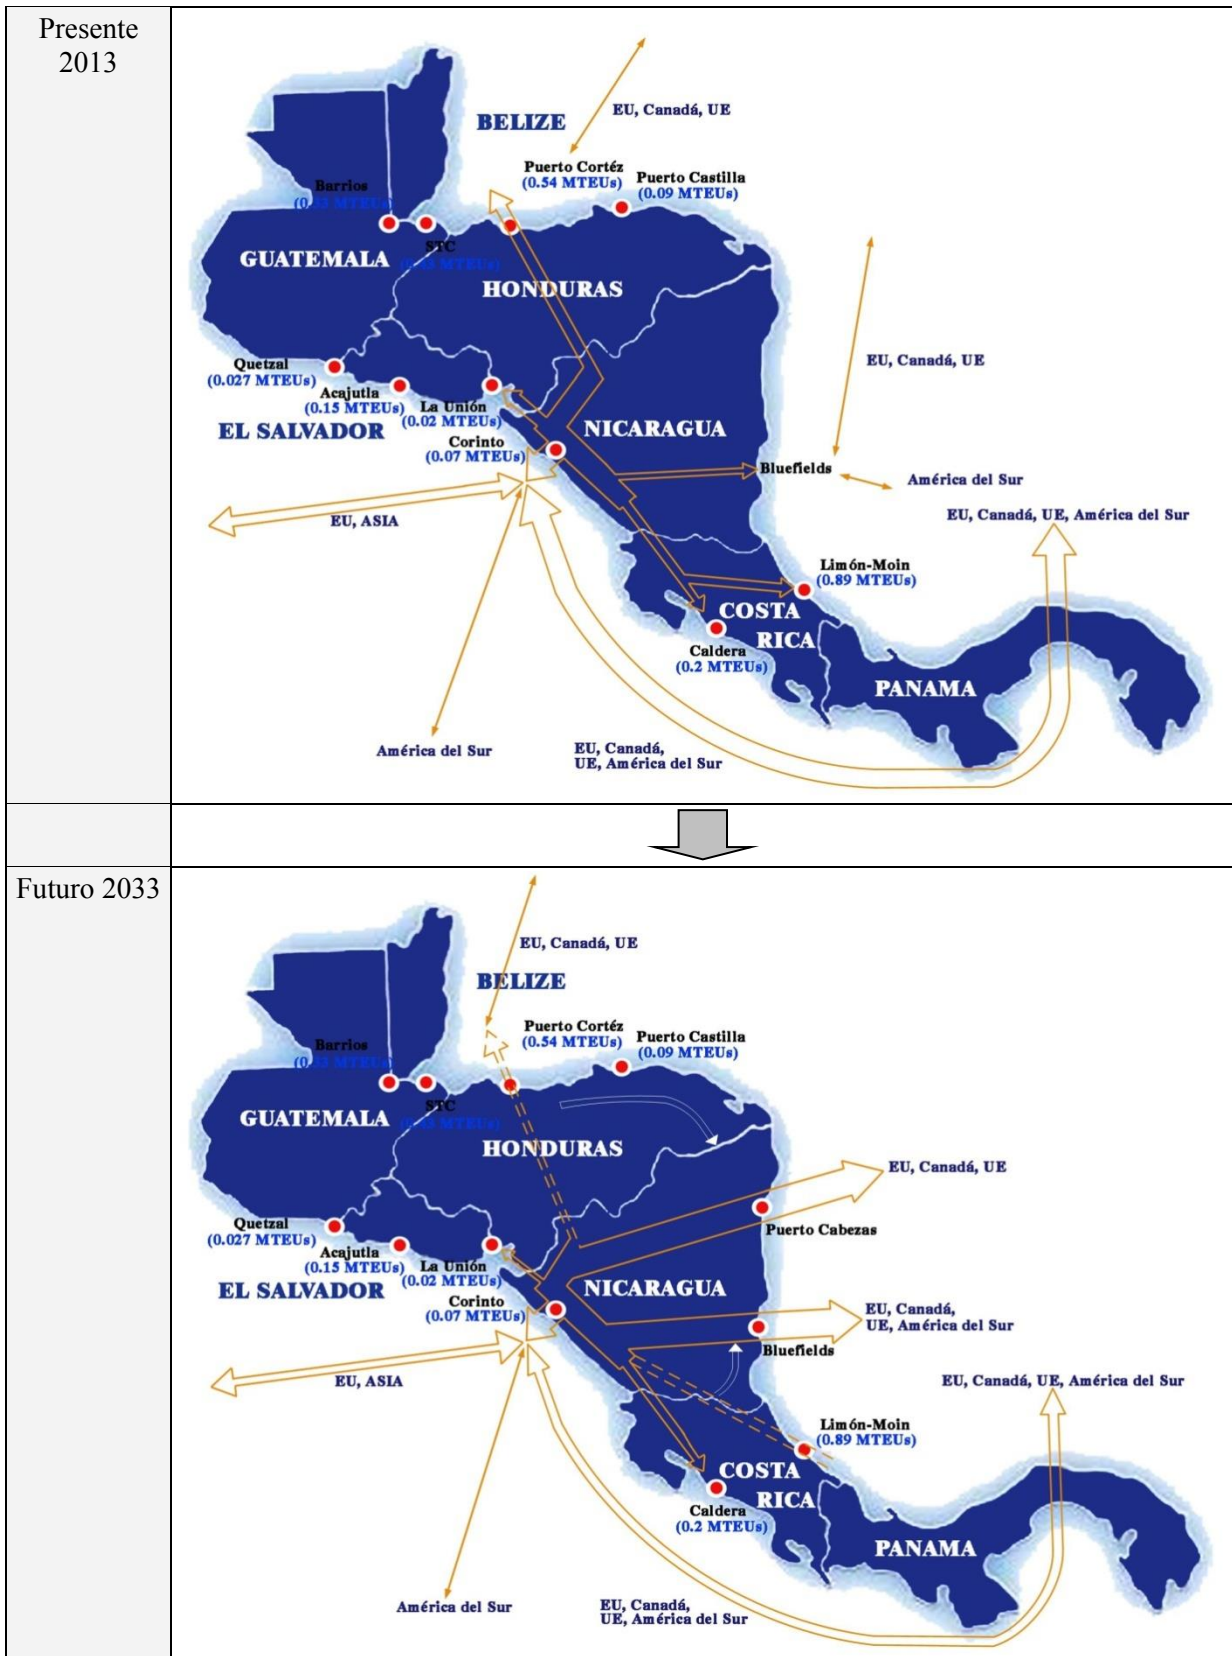 Presente
2013
EU, Canadá, UE
BELIZE
Puerto Cortéz
(0.54 MTEUs)
Puerto Castilla
(0.09 MTEUs)
Barrios
(0.33 MTEUs)
STC
GUATEMALA
HONDURAS
EU, Canadá, UE
Quetzal
(0.027 MTEUs)
Acajutla
(0.15 MTEUs)
La Unión
(0.02 MTEUs)
EL SALVADOR
NICARAGUA
Corinto
(0.07 MTEUs)
Bluefields
América del Sur
EU, ASIA
EU, Canadá, UE, América del Sur
Limón-Moin
(0.89 MTEUs)
COSTA
RICA
Caldera
(0.2 MTEUs)
PANAMA
América del Sur
EU, Canadá,
UE, América del Sur
Futuro 2033
EU, Canadá, UE
BELIZE
Puerto Cortéz
(0.54 MTEUs)
Puerto Castilla
(0.09 MTEUs)
Barrios
(0.33 MTEUs)
STC
GUATEMALA
HONDURAS
EU, Canadá, UE
Quetzal
(0.027 MTEUs)
Acajutla
(0.15 MTEUs)
La Unión
(0.02 MTEUs)
Puerto Cabezas
EL SALVADOR
NICARAGUA
Corinto
(0.07 MTEUs)
EU, Canadá,
UE, América del Sur
Bluefields
EU, ASIA
EU, Canadá, UE, América del Sur
Limón-Moin
(0.89 MTEUs)
COSTA
RICA
Caldera
(0.2 MTEUs)
PANAMA
América del Sur
EU, Canadá,
UE, América del Sur